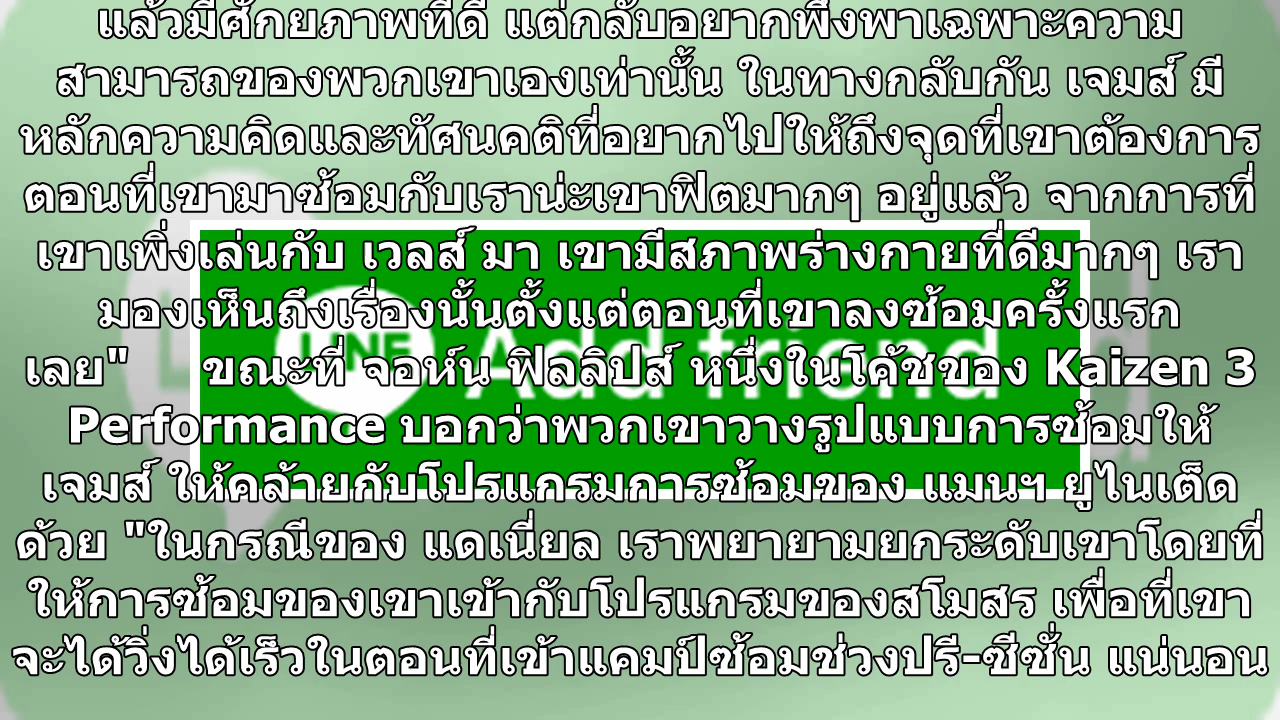 แล้วมีศักยภาพที่ดี แต่กลับอยากพึ่งพาเฉพาะความ
สามารถของพวกเขาเองเท่านั้น ในทางกลับกัน เจมส์ มี
หลักความคิดและทัศนคติที่อยากไปให้ถึงจุดที่เขาต้องการ
ตอนที่เขามาซ้อมกับเราน่ะเขาฟิตมากๆ อยู่แล้ว จากการที่
เขาเพิ่งเล่นกับ เวลส์ มา เขามีสภาพร่างกายที่ดีมากๆ เรา
มองเห็นถึงเรื่องนั้นตั้งแต่ตอนที่เขาลงซ้อมครั้งแรก
เลย" ขณะที่ จอห์น ฟิลลิปส์ หนึ่งในโค้ชของ Kaizen 3
Performance บอกว่าพวกเขาวางรูปแบบการซ้อมให้
เจมส์ ให้คล้ายกับโปรแกรมการซ้อมของ แมนฯ ยูไนเต็ด
ด้วย "ในกรณีของ แดเนี่ยล เราพยายามยกระดับเขาโดยที่
ให้การซ้อมของเขาเข้ากับโปรแกรมของสโมสร เพื่อที่เขา
จะได้วิ่งได้เร็วในตอนที่เข้าแคมป์ซ้อมช่วงปรี-ซีซั่น แน่นอน
LINE Add friend